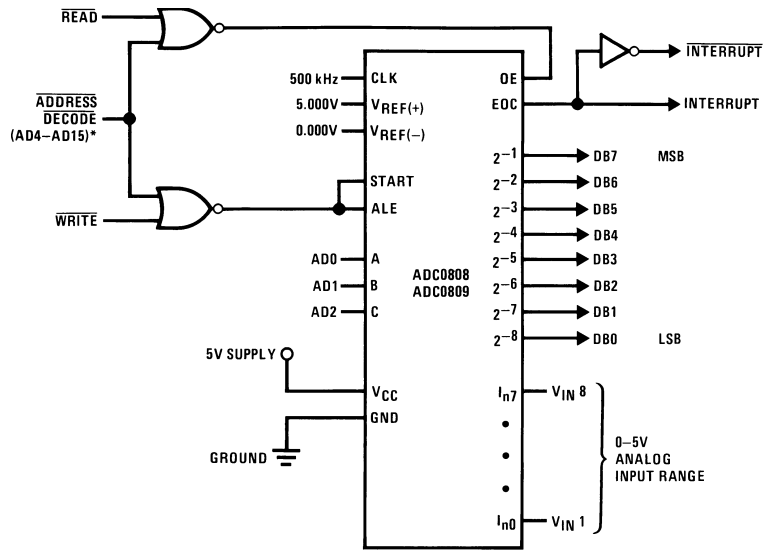 READ
ADDRESS
DECODE
(AD4–AD15)*
WRITE
500 kHz
5.000V
0.000V
CLK
VREF(+)
VREF(−)
START
ALE
AD0
AD1
AD2
A
B
C
5V SUPPLY
VCC
GND
GROUND
ADC0808
ADC0809
OE
EOC
INTERRUPT
INTERRUPT
2−1 DB7 MSB
2−2 DB6
2−3 DB5
2−4 DB4
2−5 DB3
2−6 DB2
2−7 DB1
2−8 DB0 LSB
In7 VIN 8
In0 VIN 1
0–5V
ANALOG
INPUT RANGE